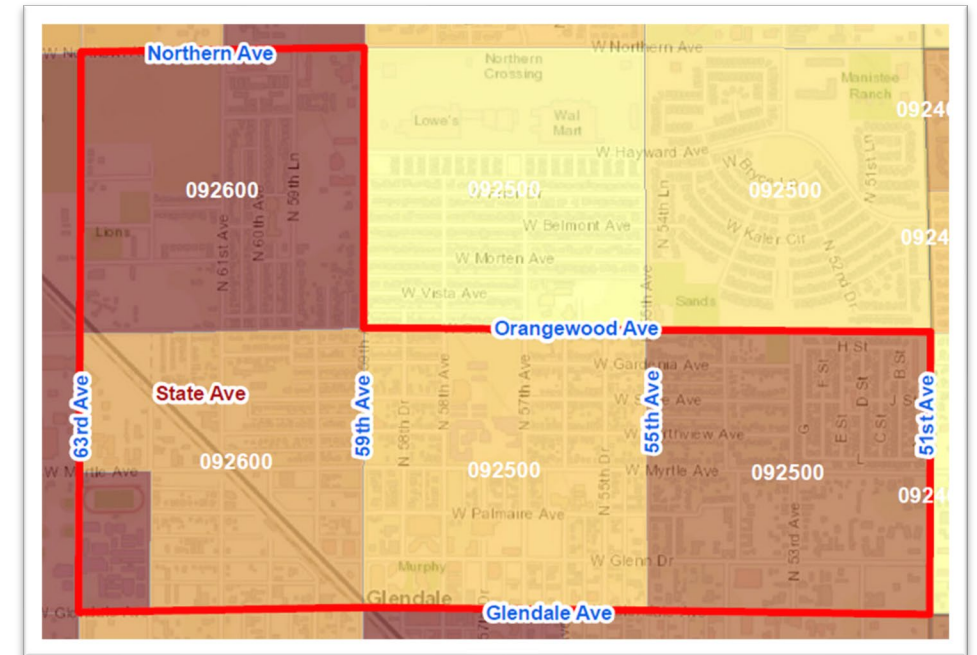 Northern Ave
W Northern Ave
Northern
Crossing
Manistee
Ranch
Lowe's
Wal
Mart
W Hayward Ave
092600
092500
092500
N 59th Ln
N 60th Ave
N 61st Ave
N 54th Ln
N 51st Ln
N 52nd Dr
Lions
W Belmont Ave
W Kaler Cir
W Morten Ave
W Vista Ave
Sands
Orangewood Ave
H St
W Gardenia Ave
F St
B St
D St
E St
C St
G
63rd Ave
State Ave
59th Ave
55th Ave
51st Ave
N 58th Dr
N 58th Ave
N 57th Ave
092600
092500
092500
W Myrtle Ave
N 55th Dr
N 53rd Ave
W Palmaire Ave
W Glenn Dr
Murphy
Glendale
Glendale Ave